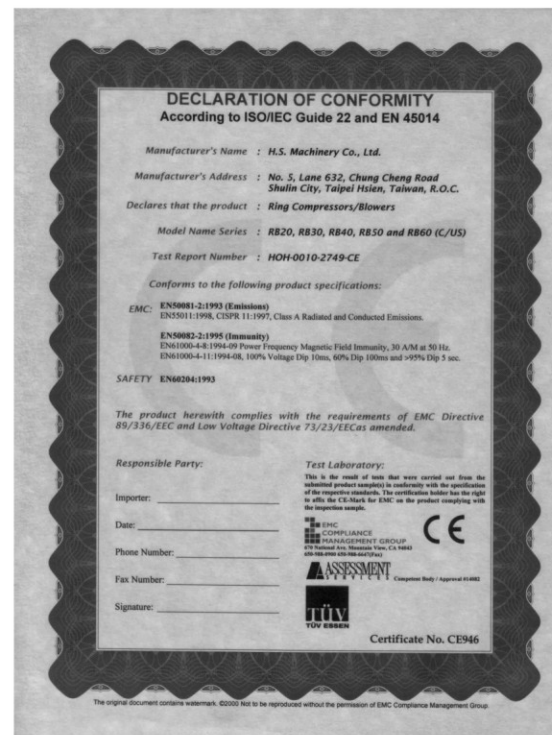 DECLARATION OF CONFORMITY
According to ISO/IEC Guide 22 and EN 45014
Manufacturer's Name : H.S. Machinery Co., Ltd.
Manufacturer's Address : No. 5, Lane 632, Chung Cheng Road
Shulin City, Taipei Hsien, Taiwan, R.O.C.
Declares that the product : Ring Compressors/Blowers
Model Name Series : RB20, RB30, RB40, RB50 and RB60 (C/US)
Test Report Number : HOH-0010-2749-CE
Conforms to the following product specifications:
EMC: EN50081-2:1993 (Emissions)
EN55011:1998, CISPR 11:1997, Class A Radiated and Conducted Emissions.
EN50082-2:1995 (Immunity)
EN61000-4-8:1994-09 Power Frequency Magnetic Field Immunity, 30 A/M at 50 Hz.
EN61000-4-11:1994-08, 100% Voltage Dip 10ms, 60% Dip 100ms and >95% Dip 5 sec.
SAFETY EN60204:1993
The product herewith complies with the requirements of EMC Directive
89/336/EEC and Low Voltage Directive 73/23/EECas amended.
Responsible Party:
Importer:
Date:
Phone Number:
Fax Number:
Signature:
Test Laboratory:
This is the result of tests that were carried out from the
submitted product sample(s) in conformity with the specification
of the respective standards. The certification holder has the right
to affix the CE-Mark for EMC on the product complying with
the inspection sample.
EMC
COMPLIANCE
MANAGEMENT GROUP
670 National Ave. Mountain View, CA 94043
CE
ASSESSMENT
SERVICES
Competent Body / Approval #14082
TÜV
TÜV ESSEN
Certificate No. CE946
The original document contains watermark. ©2000 Not to be reproduced without the permission of EMC Compliance Management Group.